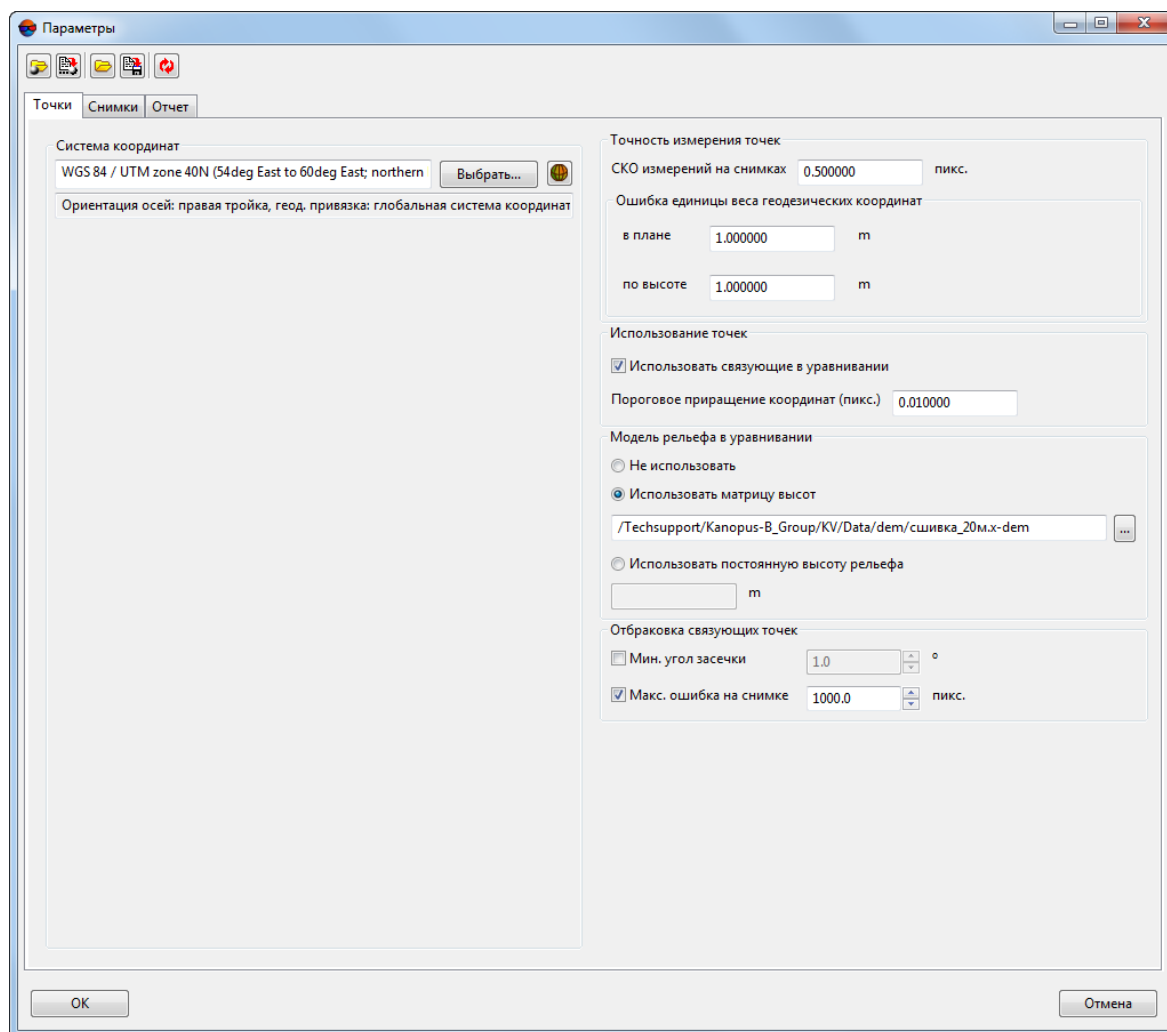 Параметры
Точки Снимки Отчет
Система координат
WGS 84 / UTM zone 40N (54deg East to 60deg East; northern
Выбрать...
Ориентация осей: правая тройка, геод. привязка: глобальная система координат
Точность измерения точек
СКО измерений на снимках 0.500000 пикс.
Ошибка единицы веса геодезических координат
в плане 1.000000 m
по высоте 1.000000 m
Использование точек
Использовать связующие в уравнивании
Пороговое приращение координат (пикс.) 0.010000
Модель рельефа в уравнивании
Не использовать
Использовать матрицу высот
/Techsupport/Kanopus-B_Group/KV/Data/dem/сшивка_20м.x-dem ...
Использовать постоянную высоту рельефа
m
Отбраковка связующих точек
Мин. угол засечки 1.0 °
Макс. ошибка на снимке 1000.0 пикс.
OK Отмена